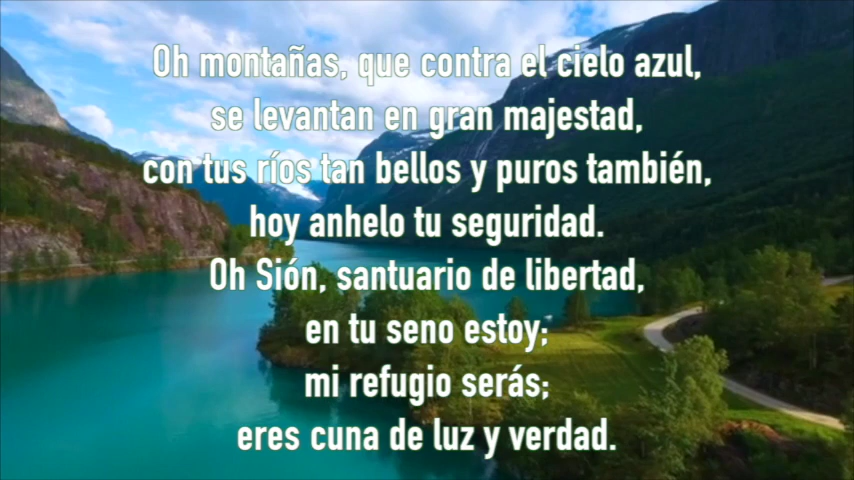 Oh montañas, que contra el cielo azul,
se levantan en gran majestad,
con tus ríos tan bellos y puros también,
hoy anhelo tu seguridad.
Oh Sión, santuario de libertad,
en tu seno estoy;
mi refugio serás;
eres cuna de luz y verdad.